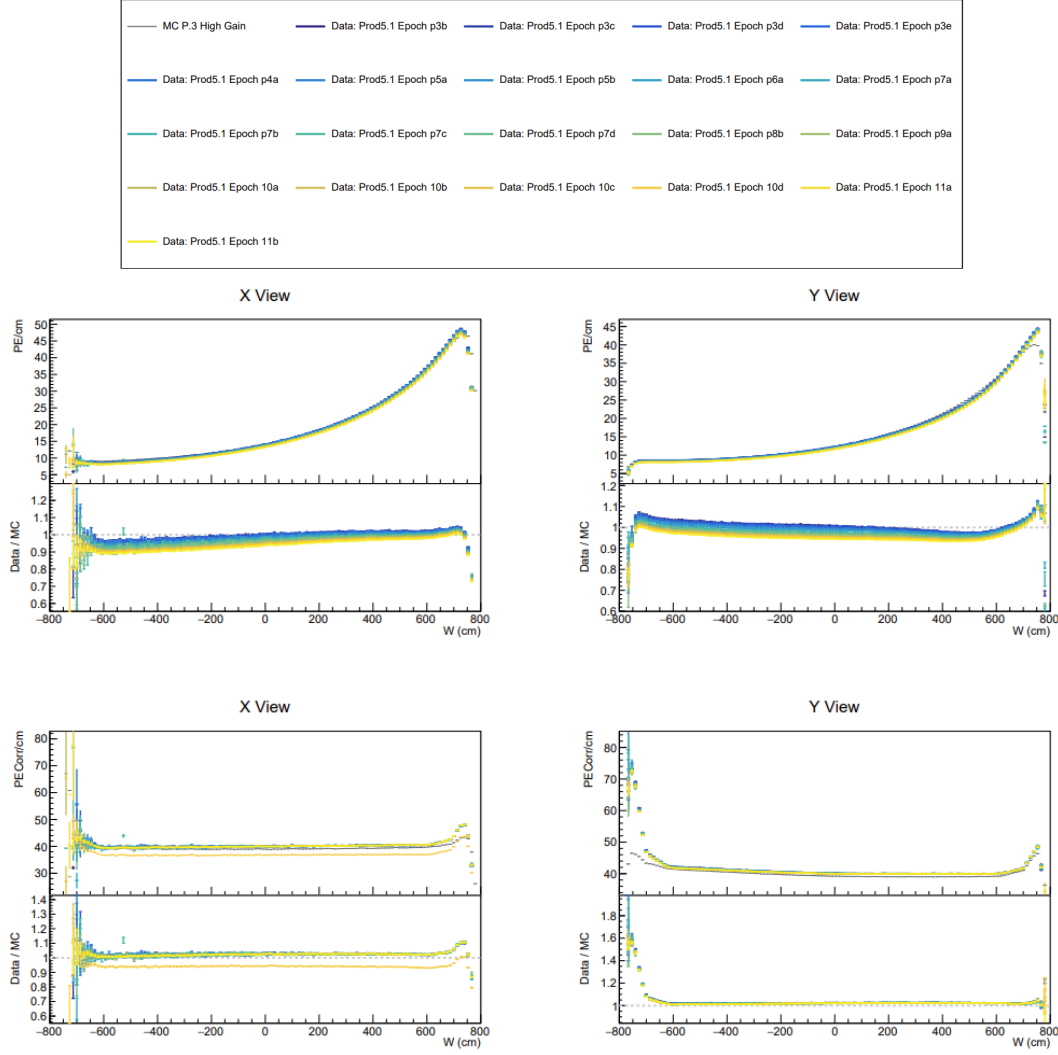 MC P.3 High Gain Data: Prod5.1 Epoch p3b Data: Prod5.1 Epoch p3c Data: Prod5.1 Epoch p3d Data: Prod5.1 Epoch p3e
Data: Prod5.1 Epoch p4a Data: Prod5.1 Epoch p5a Data: Prod5.1 Epoch p5b Data: Prod5.1 Epoch p6a Data: Prod5.1 Epoch p7a
Data: Prod5.1 Epoch p7b Data: Prod5.1 Epoch p7c Data: Prod5.1 Epoch p7d Data: Prod5.1 Epoch p8b Data: Prod5.1 Epoch p9a
Data: Prod5.1 Epoch 10a Data: Prod5.1 Epoch 10b Data: Prod5.1 Epoch 10c Data: Prod5.1 Epoch 10d Data: Prod5.1 Epoch 11a
Data: Prod5.1 Epoch 11b
X View
PE/cm
50
45
40
35
30
25
20
15
10
5
Data / MC
1.2
1.1
1
0.9
0.8
0.7
0.6
−800 −600 −400 −200 0 200 400 600 800
W (cm)
Y View
PE/cm
45
40
35
30
25
20
15
10
5
Data / MC
1.2
1.1
1
0.9
0.8
0.7
0.6
−800 −600 −400 −200 0 200 400 600 800
W (cm)
X View
PECorr/cm
80
70
60
50
40
30
Data / MC
1.4
1.3
1.2
1.1
1
0.9
0.8
0.7
0.6
−800 −600 −400 −200 0 200 400 600 800
W (cm)
Y View
PECorr/cm
80
70
60
50
40
Data / MC
1.8
1.6
1.4
1.2
1
−800 −600 −400 −200 0 200 400 600 800
W (cm)